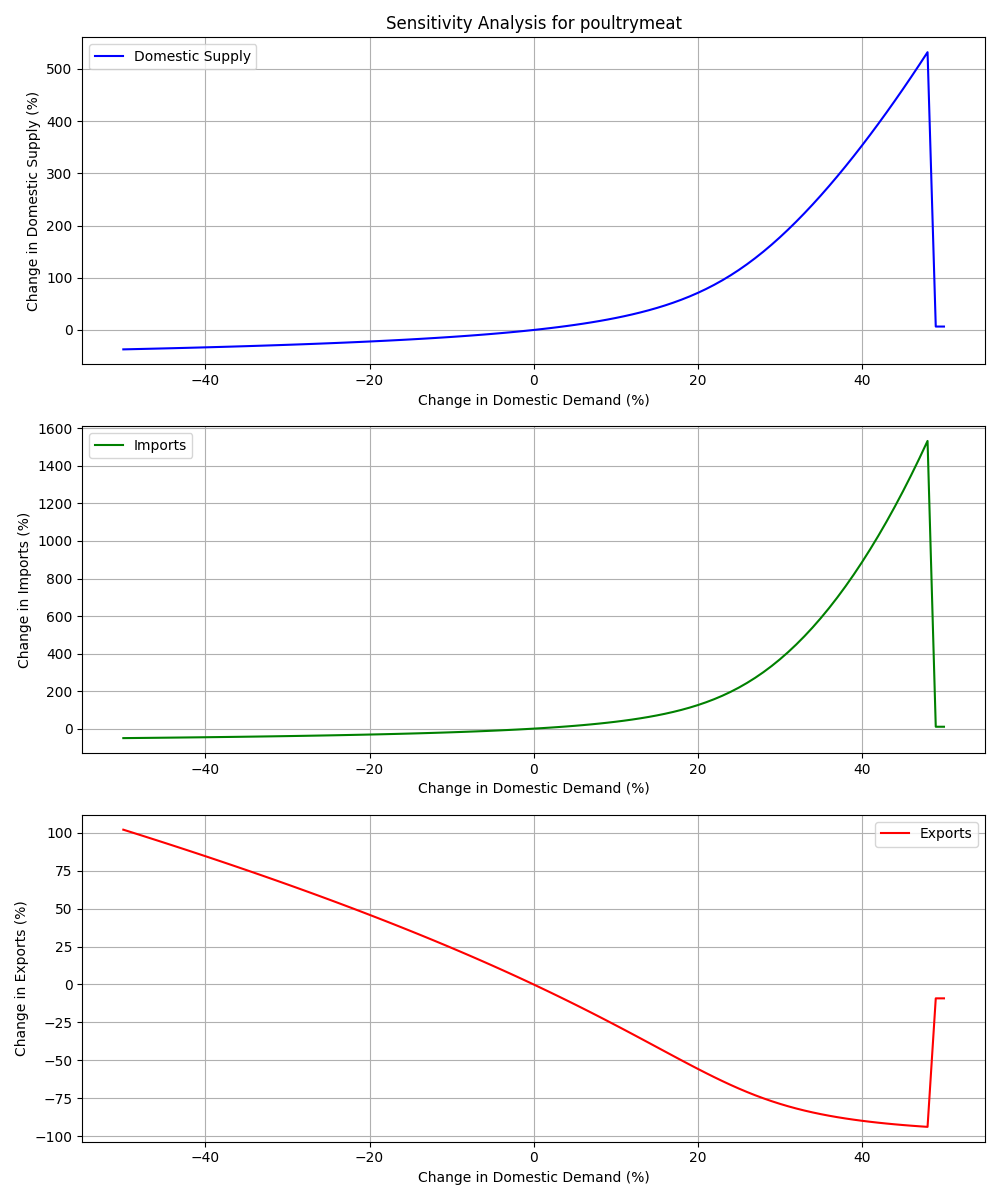 Sensitivity Analysis for poultrymeat
Domestic Supply
Change in Domestic Supply (%)
500
400
300
200
100
0
−40 −20 0 20 40
Change in Domestic Demand (%)
Imports
Change in Imports (%)
1600
1400
1200
1000
800
600
400
200
0
−40 −20 0 20 40
Change in Domestic Demand (%)
Exports
Change in Exports (%)
100
75
50
25
0
−25
−50
−75
−100
−40 −20 0 20 40
Change in Domestic Demand (%)